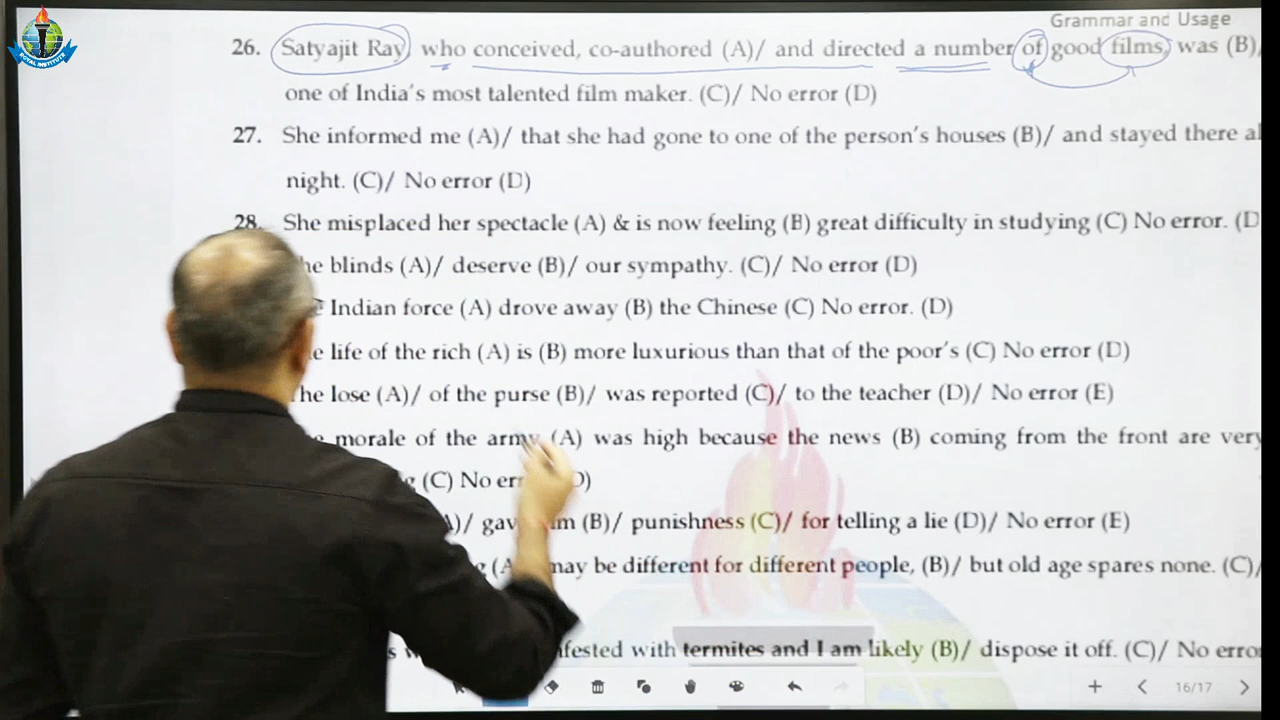 ROYAL INSTITUTE
Grammar and Usage
26. Satyajit Ray, who conceived, co-authored (A)/ and directed a number of good films, was (B)
one of India's most talented film maker. (C)/ No error (D)
27. She informed me (A)/ that she had gone to one of the person's houses (B)/ and stayed there
night. (C)/ No error (D)
28. She misplaced her spectacle (A) & is now feeling (B) great difficulty in studying (C) No error. (D
blinds (A)/ deserve (B)/ our sympathy. (C)/ No error (D)
Indian force (A) drove away (B) the Chinese (C) No error. (D)
life of the rich (A) is (B) more luxurious than that of the poor's (C) No error (D)
lose (A)/ of the purse (B)/ was reported (C)/ to the teacher (D)/ No error (E)
morale of the army (A) was high because the news (B) coming from the front are very
(C) No
(B)/ punishness (C)/ for telling a lie (D)/ No error (E)
may be different for different people, (B)/ but old age spares none. (C)/
with termites and I am likely (B)/ dispose it off. (C)/ No
16/17